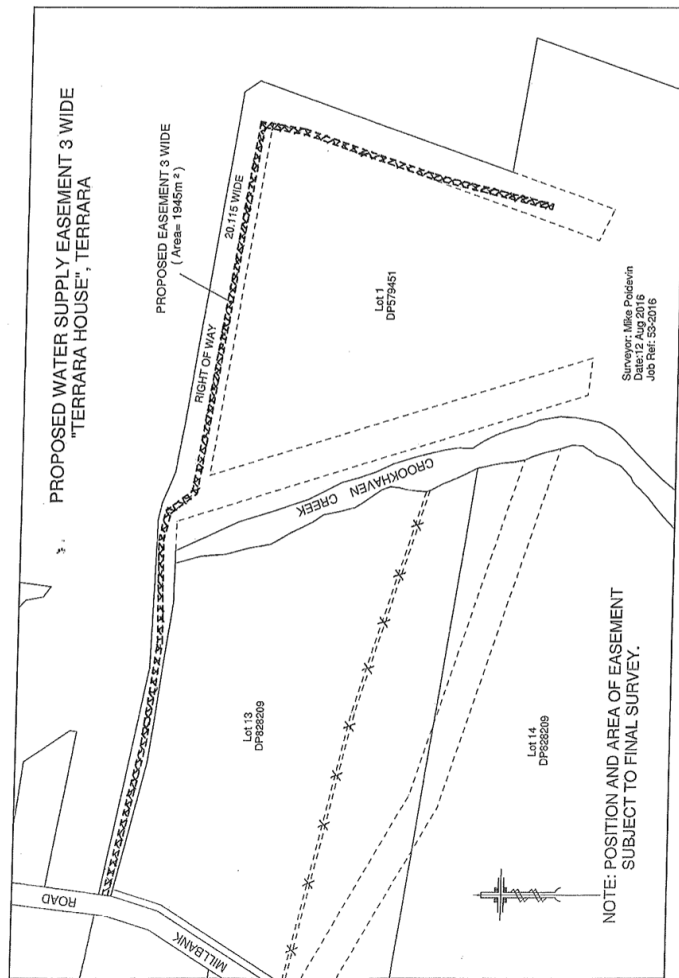 PROPOSED WATER SUPPLY EASEMENT 3 WIDE
"TERRARA HOUSE", TERRARA
PROPOSED EASEMENT 3 WIDE
( Area= 1945m ² )
20.115 WIDE
RIGHT OF WAY
Lot 1
DP579451
CROOKHAVEN
CREEK
Lot 13
DP828209
Lot 14
DP828209
MILLBANK
ROAD
Surveyor: Mike Poidevin
Date:12 Aug 2016
Job Ref: 53-2016
NOTE: POSITION AND AREA OF EASEMENT
SUBJECT TO FINAL SURVEY.